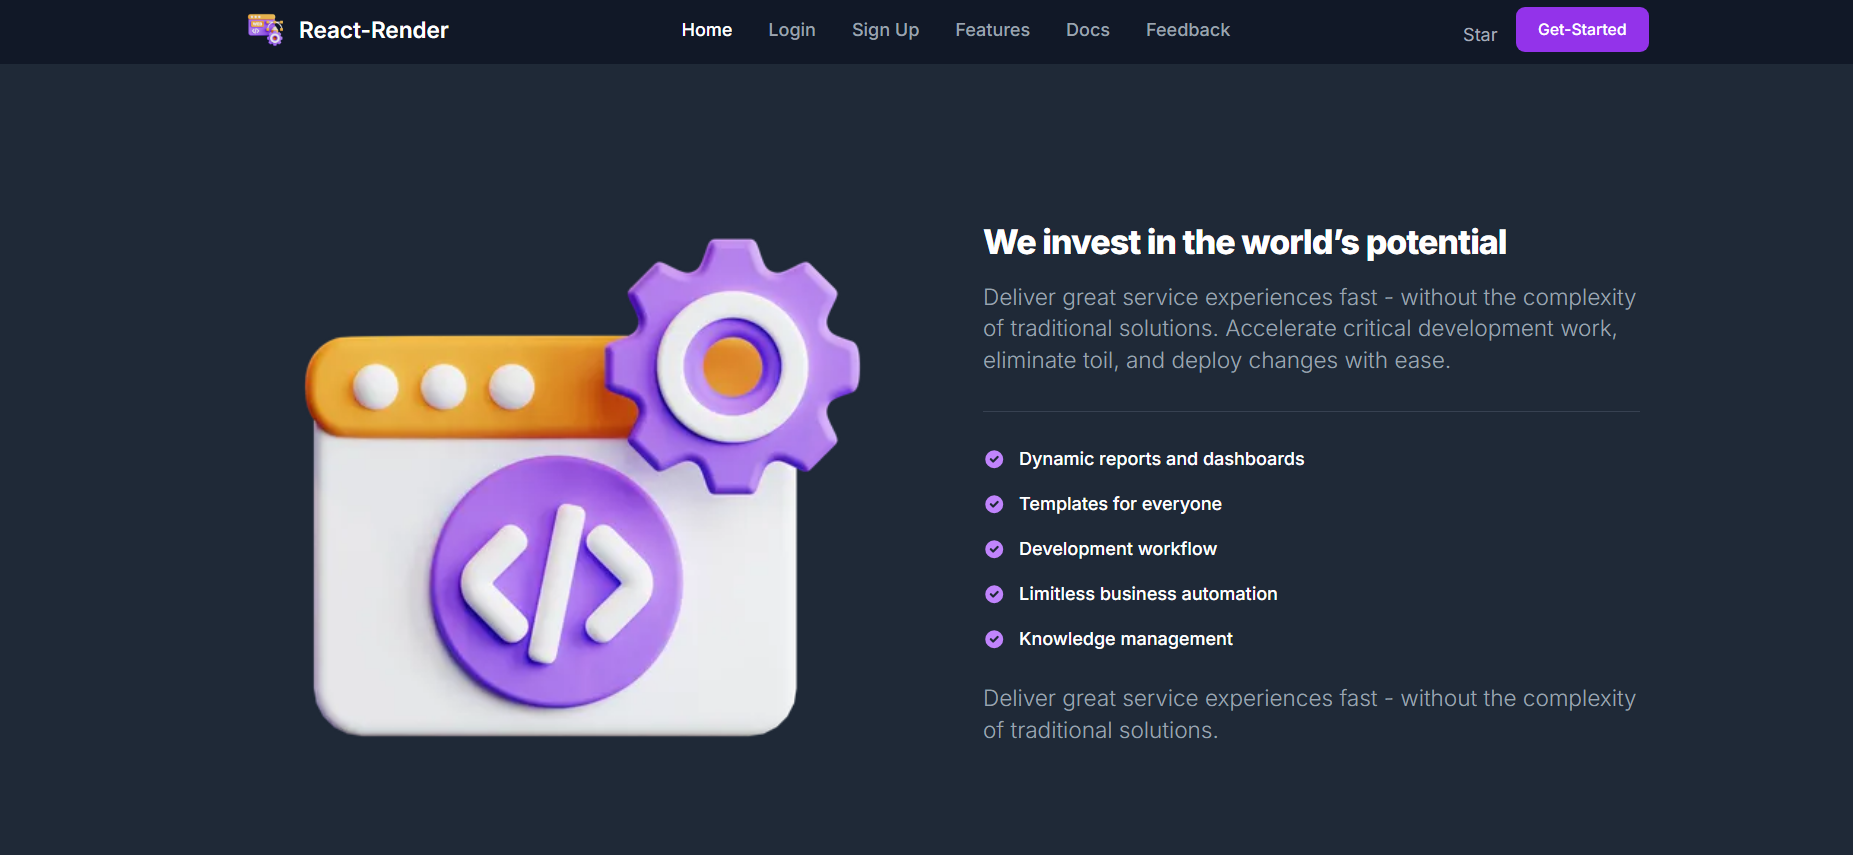 React-Render
Home
Login
Sign Up
Features
Docs
Feedback
Star
Get-Started
We invest in the world’s potential
Deliver great service experiences fast - without the complexity
of traditional solutions. Accelerate critical development work,
eliminate toil, and deploy changes with ease.
Dynamic reports and dashboards
Templates for everyone
Development workflow
Limitless business automation
Knowledge management
Deliver great service experiences fast - without the complexity
of traditional solutions.